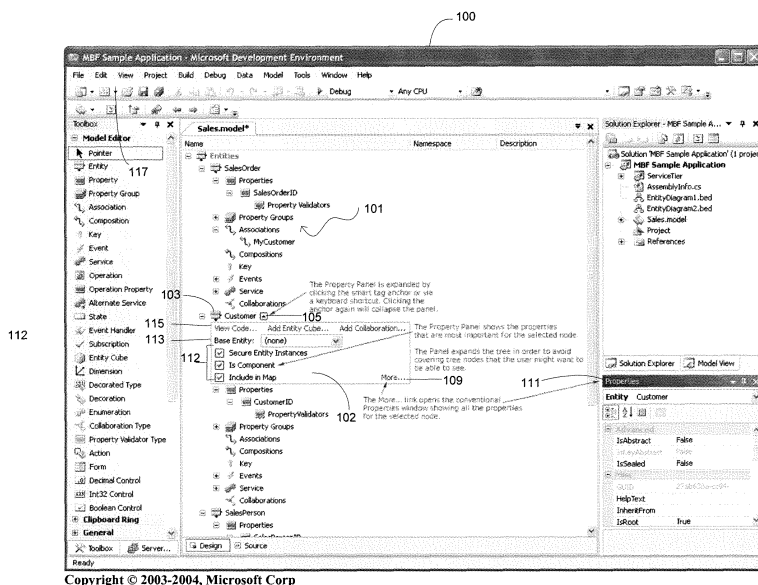 100
MBF Sample Application - Microsoft Development Environment
File Edit View Project Build Debug Data Model Tools Window Help
Debug
Any CPU
Toolbox
Model Editor
Pointer
117
Entity
Property
Property Group
Association
Composition
Key
Event
Service
Operation
Operation Property
Alternate Service
State
Event Handler
Subscription
Entity Cube
Dimension
Decorated Type
Decoration
Enumeration
Collaboration Type
Property Validator Type
Action
Form
Decimal Control
Int32 Control
Boolean Control
Clipboard Ring
General
Toolbox
Server...
Ready
112
Sales.model*
Name
Namespace
Description
Entities
SalesOrder
Properties
SalesOrderID
Property Validators
Property Groups
Associations
101
MyCustomer
Compositions
Key
Events
Service
Collaborations
The Property Panel is expanded by
clicking the smart tag anchor or via
a keyboard shortcut. Clicking the
anchor again will collapse the panel.
103
Customer
105
115
View Code... Add Entity Cube... Add Collaboration...
113
Base Entity: (none)
112
Secure Entity Instances
Is Component
Include in Map
More...
109
102
The Property Panel shows the properties
that are most important for the selected node.
The Panel expands the tree in order to avoid
covering tree nodes that the user might want to
be able to see.
The More... link opens the conventional
Properties window showing all the properties
for the selected node.
Properties
CustomerID
PropertyValidators
Property Groups
Associations
Compositions
Key
Events
Service
Collaborations
SalesPerson
Properties
SalesPersonID
Design
Source
Solution Explorer - MBF Sample A...
Solution 'MBF Sample Application' (1 projec
MBF Sample Application
ServiceTier
AssemblyInfo.cs
EntityDiagram1.bed
EntityDiagram2.bed
Sales.model
Project
References
Solution Explorer
Model View
111
Properties
Entity Customer
Advanced
IsAbstract False
IsKeyAbstract False
IsSealed False
Misc
GUID
HelpText
InheritFrom
IsRoot True
Copyright © 2003-2004, Microsoft Corp